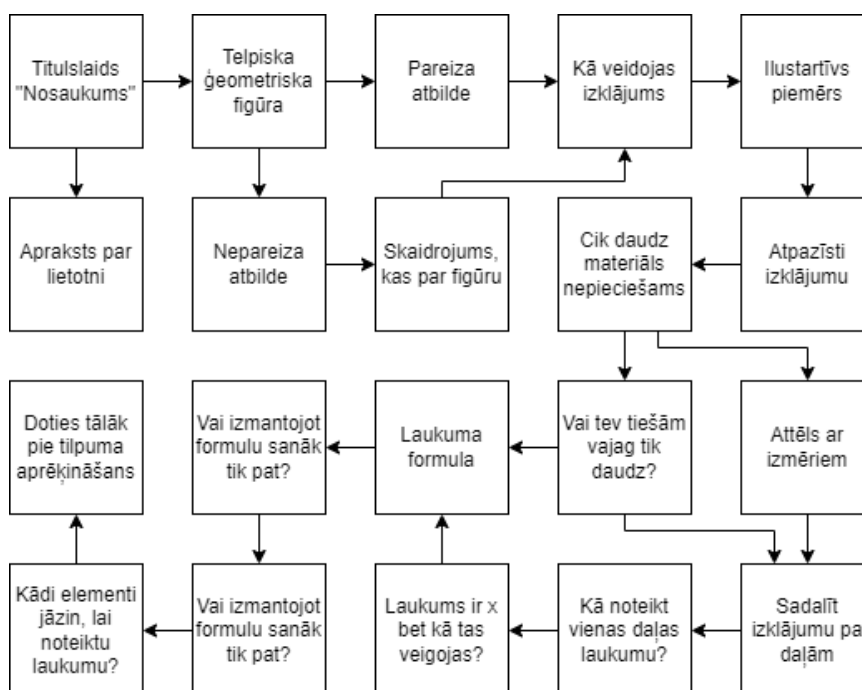 Titulslaids
"Nosaukums"
Telpiska
ģeometriska
figūra
Pareiza
atbilde
Kā veidojas
izklājums
Ilustartīvs
piemērs
Apraksts par
lietotni
Nepareiza
atbilde
Skaidrojums,
kas par figūru
Cik daudz
materiāls
nepieciešams
Atpazīsti
izklājumu
Doties tālāk
pie tilpuma
aprēķināšans
Vai izmantojot
formulu sanāk
tik pat?
Laukuma
formula
Vai tev tiešām
vajag tik
daudz?
Attēls ar
izmēriem
Kādi elementi
jāzin, lai
noteiktu
laukumu?
Vai izmantojot
formulu sanāk
tik pat?
Laukums ir x
bet kā tas
veigojas?
Kā noteikt
vienas daļas
laukumu?
Sadalīt
izklājumu pa
daļām